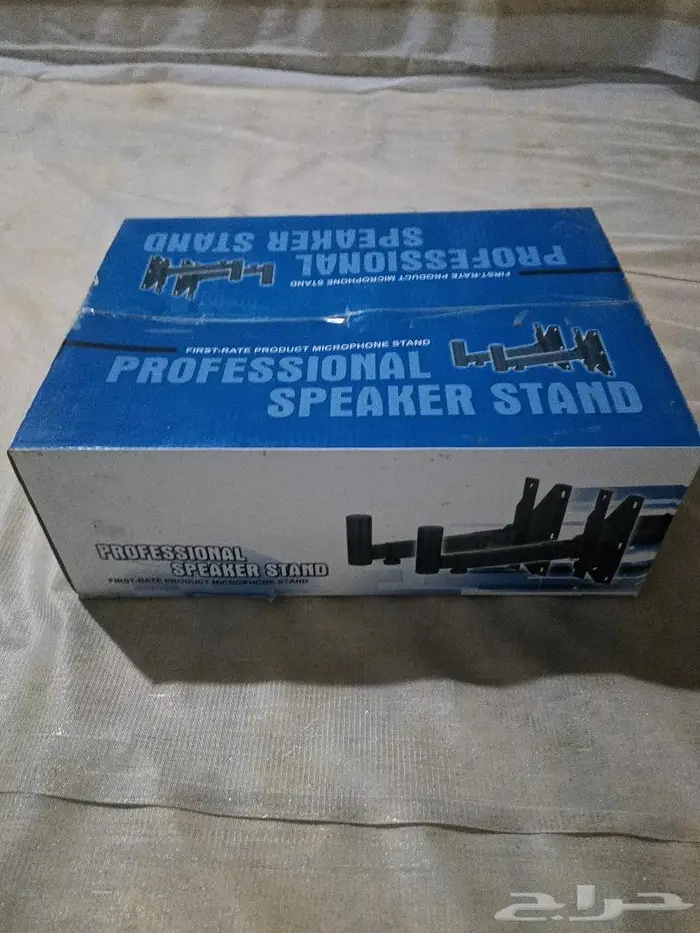 PROFESSIONAL
SPEAKER STAND
FIRST-RATE PRODUCT MICROPHONE STAND
FIRST-RATE PRODUCT MICROPHONE STAND
PROFESSIONAL
SPEAKER STAND
PROFESSIONAL
SPEAKER STAND
FIRST-RATE PRODUCT MICROPHONE STAND
حراج